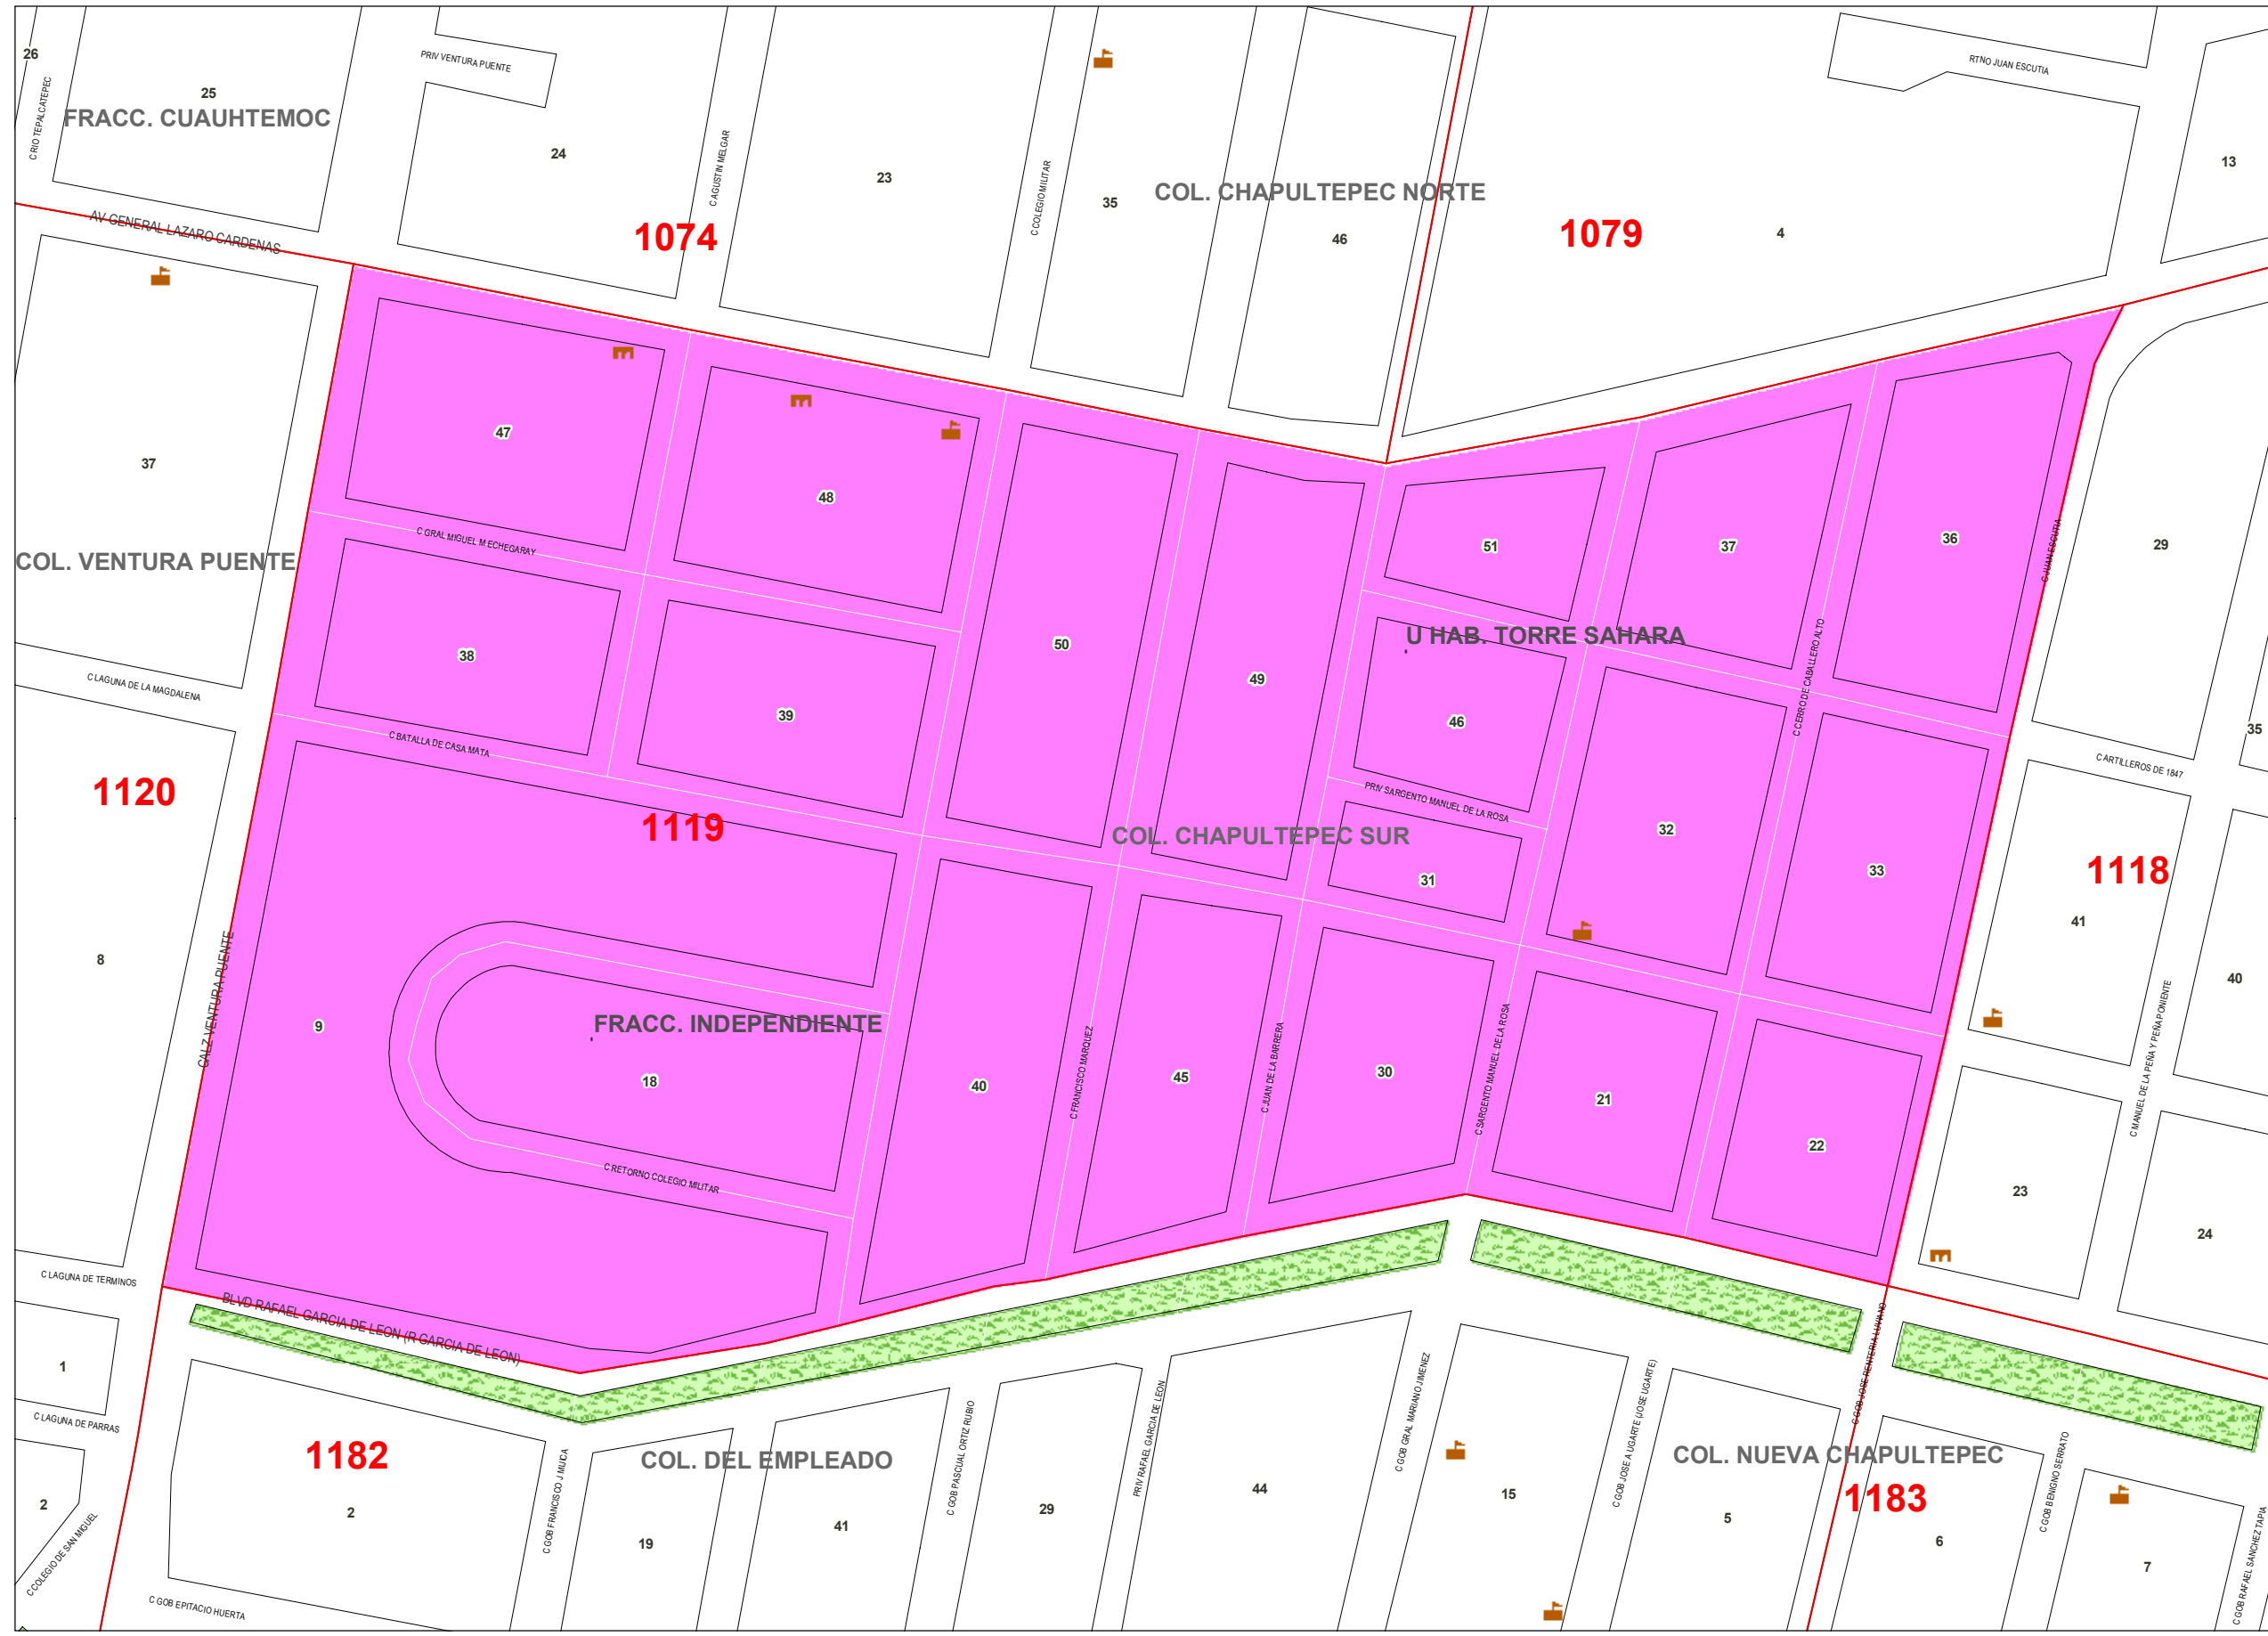 26
25
PRIV VENTURA PUENTE
RTNO JUAN ESCUTIA
C RIO TEPALCATEPEC
FRACC. CUAUHTEMOC
24
C AGUSTIN MELGAR
23
C COLEGIO MILITAR
35
COL. CHAPULTEPEC NORTE
46
1079
4
13
AV GENERAL LAZARO CARDENAS
1074
37
47
48
50
49
51
37
36
C JUAN ESCUTIA
29
C GRAL MIGUEL M ECHEGARAY
COL. VENTURA PUENTE
38
39
U HAB. TORRE SAHARA
46
C CERRO DE CABALLERO ALTO
35
C LAGUNA DE LA MAGDALENA
C BATALLA DE CASA MATA
C ARTILLEROS DE 1847
1120
1119
PRIV SARGENTO MANUEL DE LA ROSA
COL. CHAPULTEPEC SUR
32
33
31
1118
41
40
8
CALZ VENTURA PUENTE
9
FRACC. INDEPENDIENTE
18
40
C FRANCISCO MARQUEZ
45
C JUAN DE LA BARRERA
30
C SARGENTO MANUEL DE LA ROSA
21
22
C MANUEL DE LA PEÑA Y PEÑA PONIENTE
23
24
C RETORNO COLEGIO MILITAR
C LAGUNA DE TERMINOS
BLVD RAFAEL GARCIA DE LEON (R GARCIA DE LEON)
1
C LAGUNA DE PARRAS
2
C COLEGIO DE SAN MIGUEL
1182
2
C GOB EPITACIO HUERTA
C GOB FRANCISCO J MUJICA
19
COL. DEL EMPLEADO
41
C GOB PASCUAL ORTIZ RUBIO
29
PRIV RAFAEL GARCIA DE LEON
44
C GOB GRAL MARIANO JIMENEZ
15
C GOB JOSE A UGARTE (JOSE UGARTE)
5
COL. NUEVA CHAPULTEPEC
C GOB JOSE RENTERIA LUVIANO
1183
6
C GOB BENIGNO SERRATO
7
C GOB RAFAEL SANCHEZ TAPIA